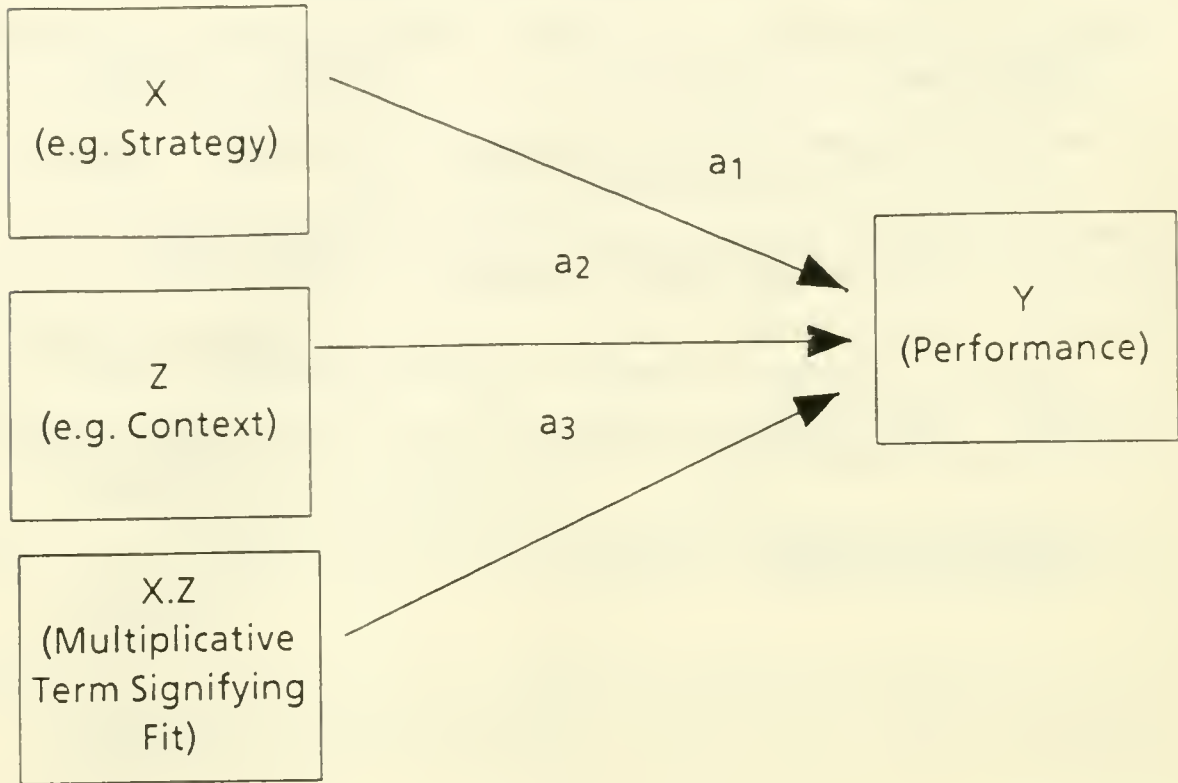 X
(e.g. Strategy)
a1
a2
Z
(e.g. Context)
a3
Y
(Performance)
X.Z
(Multiplicative
Term Signifying
Fit)